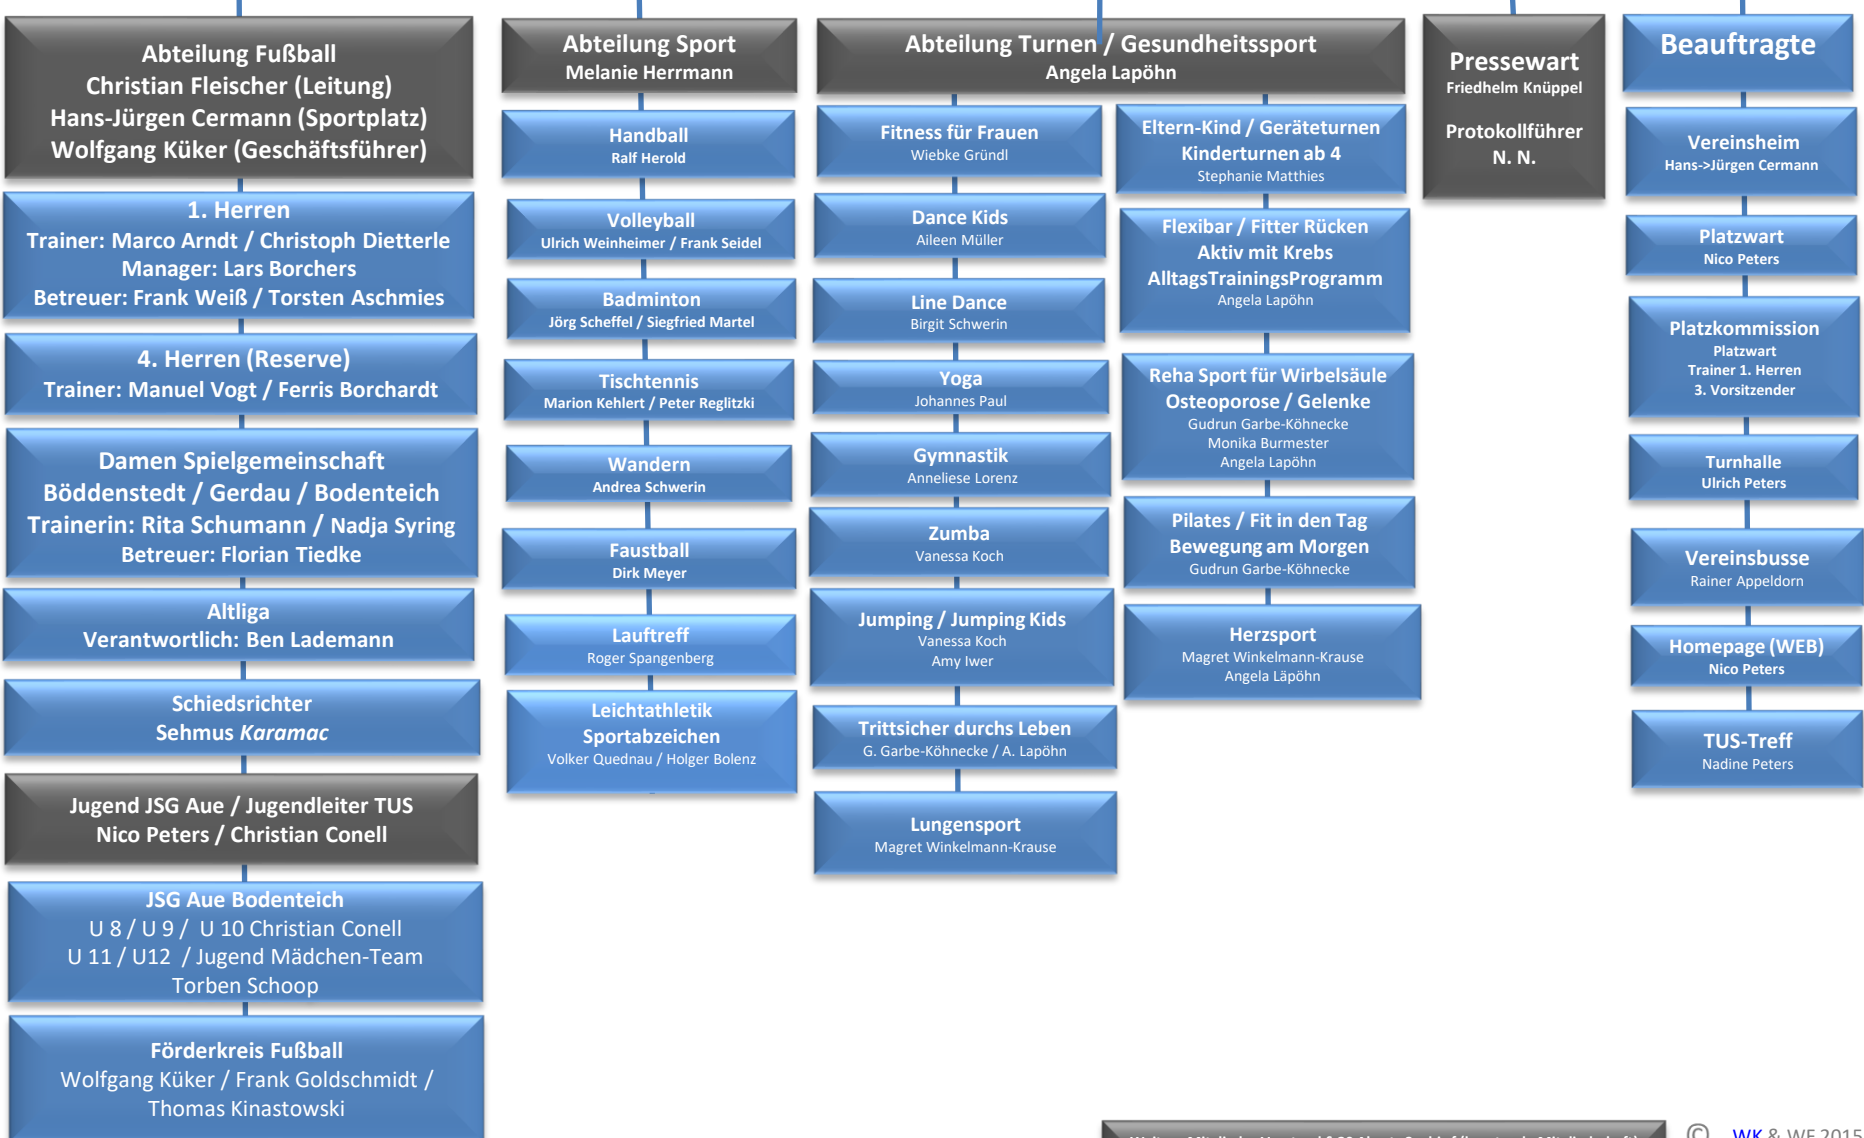 Abteilung Fußball
Christian Fleischer (Leitung)
Hans-Jürgen Cermann (Sportplatz)
Wolfgang Küker (Geschäftsführer)
1. Herren
Trainer: Marco Arndt / Christoph Dietterle
Manager: Lars Borchers
Betreuer: Frank Weiß / Torsten Aschmies
4. Herren (Reserve)
Trainer: Manuel Vogt / Ferris Borchardt
Damen Spielgemeinschaft
Böddenstedt / Gerdau / Bodenteich
Trainerin: Rita Schumann / Nadja Syring
Betreuer: Florian Tiedke
Altliga
Verantwortlich: Ben Lademann
Schiedsrichter
Sehmus Karamac
Jugend JSG Aue / Jugendleiter TUS
Nico Peters / Christian Conell
JSG Aue Bodenteich
U 8 / U 9 / U 10 Christian Conell
U 11 / U12 / Jugend Mädchen-Team
Torben Schoop
Förderkreis Fußball
Wolfgang Küker / Frank Goldschmidt /
Thomas Kinastowski
Abteilung Sport
Melanie Herrmann
Handball
Ralf Herold
Volleyball
Ulrich Weinheimer / Frank Seidel
Badminton
Jörg Scheffel / Siegfried Martel
Tischtennis
Marion Kehlert / Peter Reglitzki
Wandern
Andrea Schwerin
Faustball
Dirk Meyer
Lauftreff
Roger Spangenberg
Leichtathletik
Sportabzeichen
Volker Quednau / Holger Bolenz
Abteilung Turnen / Gesundheitssport
Angela Lapöhn
Fitness für Frauen
Wiebke Gründl
Dance Kids
Aileen Müller
Line Dance
Birgit Schwerin
Yoga
Johannes Paul
Gymnastik
Anneliese Lorenz
Zumba
Vanessa Koch
Jumping / Jumping Kids
Vanessa Koch
Amy Iwer
Trittsicher durchs Leben
G. Garbe-Köhnecke / A. Lapöhn
Lungensport
Magret Winkelmann-Krause
Eltern-Kind / Geräteturnen
Kinderturnen ab 4
Stephanie Matthies
Flexibar / Fitter Rücken
Aktiv mit Krebs
AlltagsTrainingsProgramm
Angela Lapöhn
Reha Sport für Wirbelsäule
Osteoporose / Gelenke
Gudrun Garbe-Köhnecke
Monika Burmester
Angela Lapöhn
Pilates / Fit in den Tag
Bewegung am Morgen
Gudrun Garbe-Köhnecke
Herzsport
Magret Winkelmann-Krause
Angela Läpöhn
Pressewart
Friedhelm Knüppel
Protokollführer
N. N.
Beauftragte
Vereinsheim
Hans->Jürgen Cermann
Platzwart
Nico Peters
Platzkommission
Platzwart
Trainer 1. Herren
3. Vorsitzender
Turnhalle
Ulrich Peters
Vereinsbusse
Rainer Appeldorn
Homepage (WEB)
Nico Peters
TUS-Treff
Nadine Peters
© WK & WF 2015